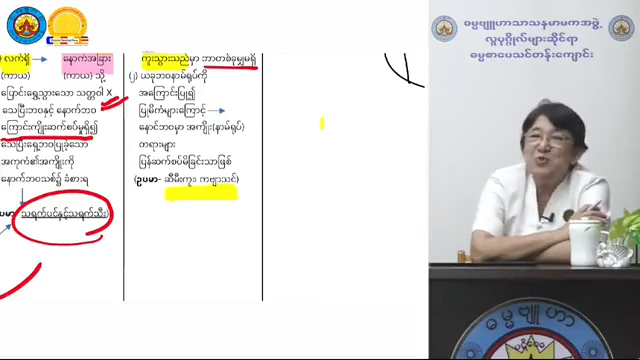 လက်ရှိ နောက်အခြား
(ကာယ) (ကာယ) သို့
ပြောင်းရွှေ့သွားသော သတ္တဝါ X
သေပြီးဘဝနှင့် နောက်ဘဝ
ကြောင်းကျိုးဆက်စပ်မှုရှိ၍
သေပြီးရှေ့ဘဝပြုခဲ့သော
အကုက၏အကျိုးကို
နောက်ဘဝသစ်၌ ခံစားရ
သရက်ပင်နှင့်သရက်သီး)
ကူးသွားသည်မှာ ဘာတစ်ခုမျှမရှိ
(၂) ယခုဘဝနာမ်ရုပ်ကို
အကြောင်းပြု၍
ပြုမိကံများကြောင့်
နောင်ဘဝမှာ အကျိုး(နာမ်ရုပ်)
တရားများ
ပြန်ဆက်စပ်မိခြင်းသာဖြစ်
(ဥပမာ- ဆီမီးကူး၊ ကဗျာသင်)
ဓမ္မဗျူဟာသာသနာမာမကအဖွဲ့
လူပုဂ္ဂိုလ်များဆိုင်ရာ
ဓမ္မစာပေသင်တန်းကျောင်း
ဓမ္မဗျူဟာ